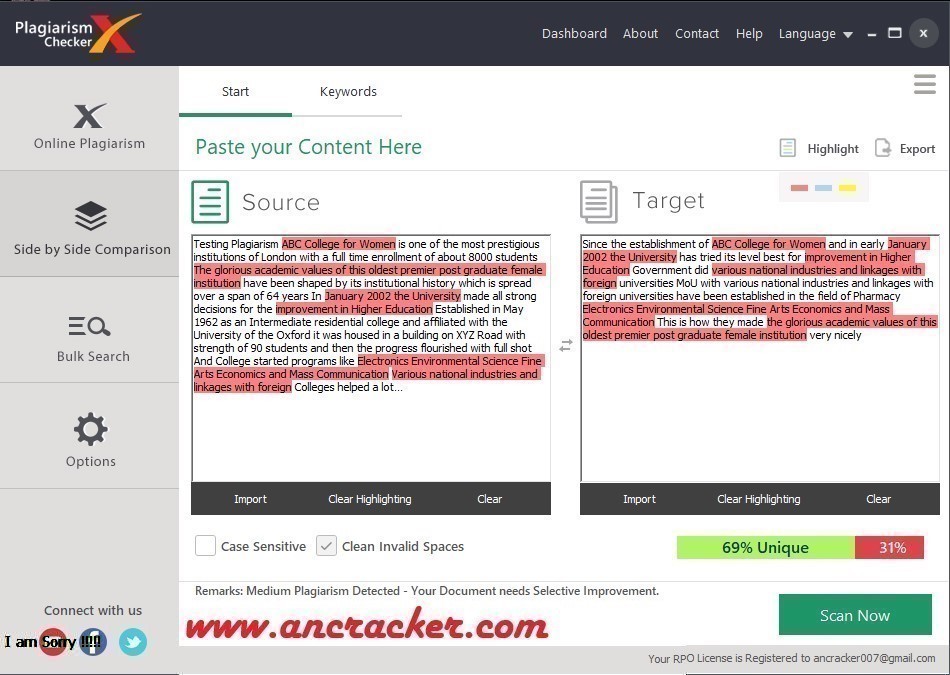 Plagiarism
Checker
Dashboard About Contact Help Language
Start Keywords
Online Plagiarism
Side by Side Comparison
Bulk Search
Options
Paste your Content Here
Highlight Export
Source
Testing Plagiarism ABC College for Women is one of the most prestigious
institutions of London with a full time enrollment of about 8000 students
The glorious academic values of this oldest premier post graduate female
institution have been shaped by its institutional history which is spread
over a span of 64 years In January 2002 the University made all strong
decisions for the improvement in Higher Education Established in May
1962 as an Intermediate residential college and affiliated with the
University of the Oxford it was housed in a building on XYZ Road with
strength of 90 students and then the progress flourished with full shot
And College started programs like Electronics Environmental Science Fine
Arts Economics and Mass Communication Various national industries and
linkages with foreign Colleges helped a lot...
Import Clear Highlighting Clear
Target
Since the establishment of ABC College for Women and in early January
2002 the University has tried its level best for improvement in Higher
Education Government did various national industries and linkages with
foreign universities MoU with various national industries and linkages with
foreign universities have been established in the field of Pharmacy
Electronics Environmental Science Fine Arts Economics and Mass
Communication This is how they made the glorious academic values of this
oldest premier post graduate female institution very nicely
Import Clear Highlighting Clear
Case Sensitive Clean Invalid Spaces
69% Unique 31%
Remarks: Medium Plagiarism Detected - Your Document needs Selective Improvement.
www.ancracker.com
Scan Now
Connect with us
I am Sorry !!!!
Your RPO License is Registered to ancracker007@gmail.com